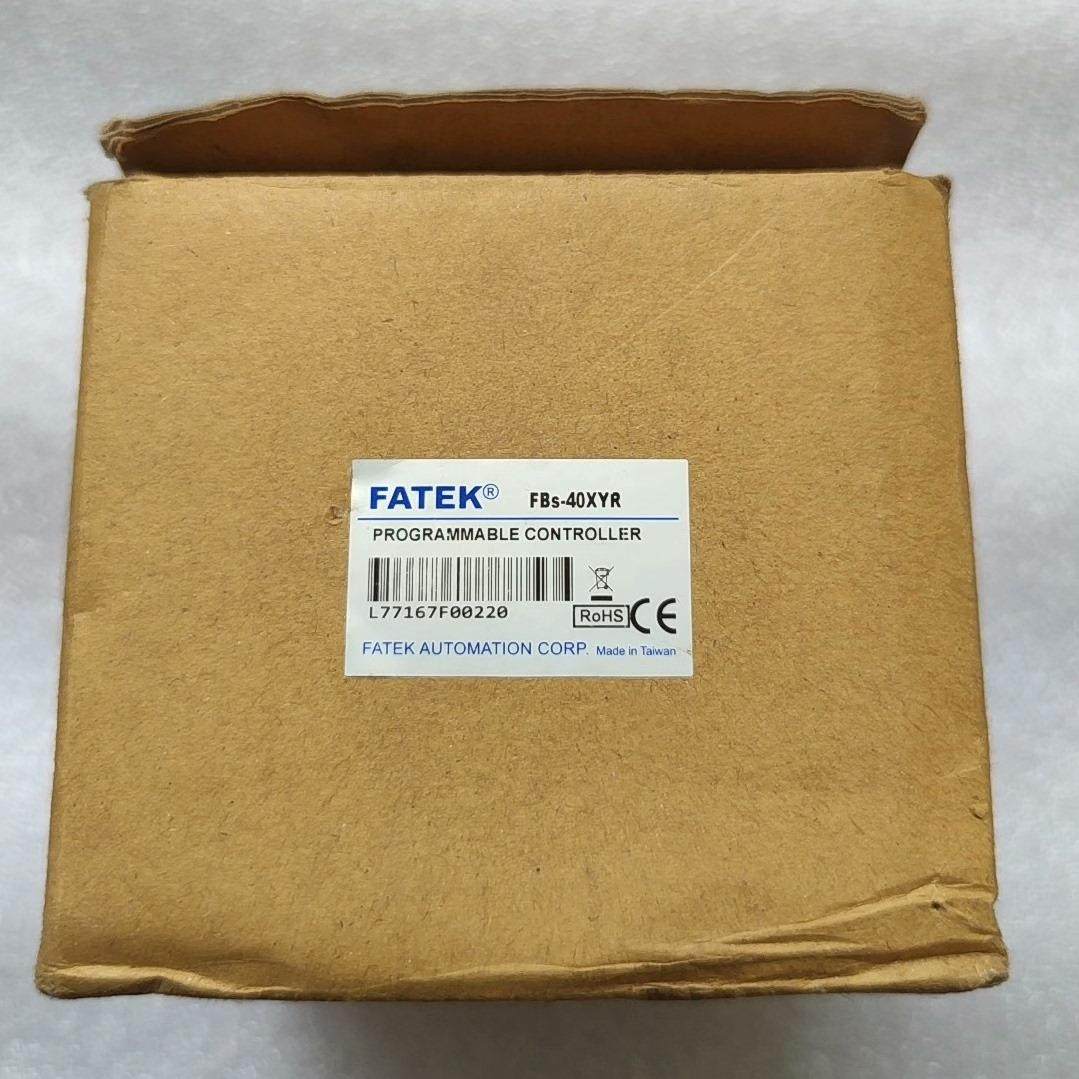 FATEK® FBs-40XYR
PROGRAMMABLE CONTROLLER
L77167F00220
RoHS CE
FATEK AUTOMATION CORP. Made in Taiwan